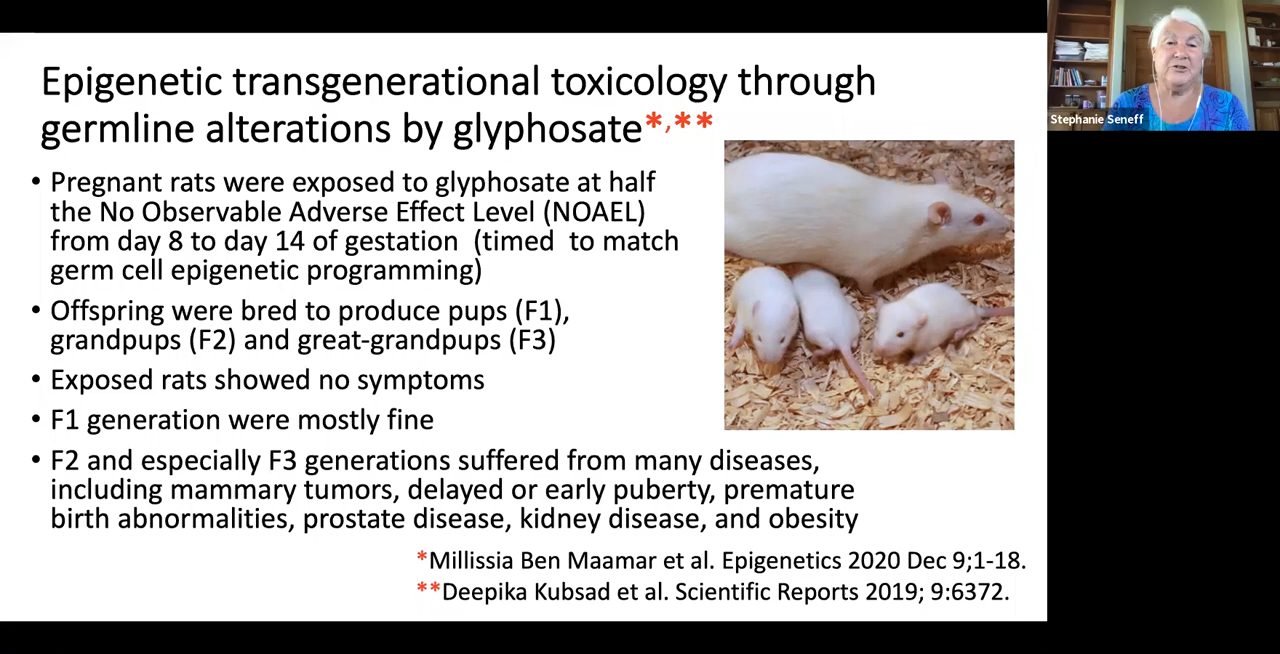 Epigenetic transgenerational toxicology through
germline alterations by glyphosate*,**
• Pregnant rats were exposed to glyphosate at half
the No Observable Adverse Effect Level (NOAEL)
from day 8 to day 14 of gestation (timed to match
germ cell epigenetic programming)
• Offspring were bred to produce pups (F1),
grandpups (F2) and great-grandpups (F3)
• Exposed rats showed no symptoms
• F1 generation were mostly fine
• F2 and especially F3 generations suffered from many diseases,
including mammary tumors, delayed or early puberty, premature
birth abnormalities, prostate disease, kidney disease, and obesity
*Millissia Ben Maamar et al. Epigenetics 2020 Dec 9;1-18.
**Deepika Kubsad et al. Scientific Reports 2019; 9:6372.
Stephanie Seneff